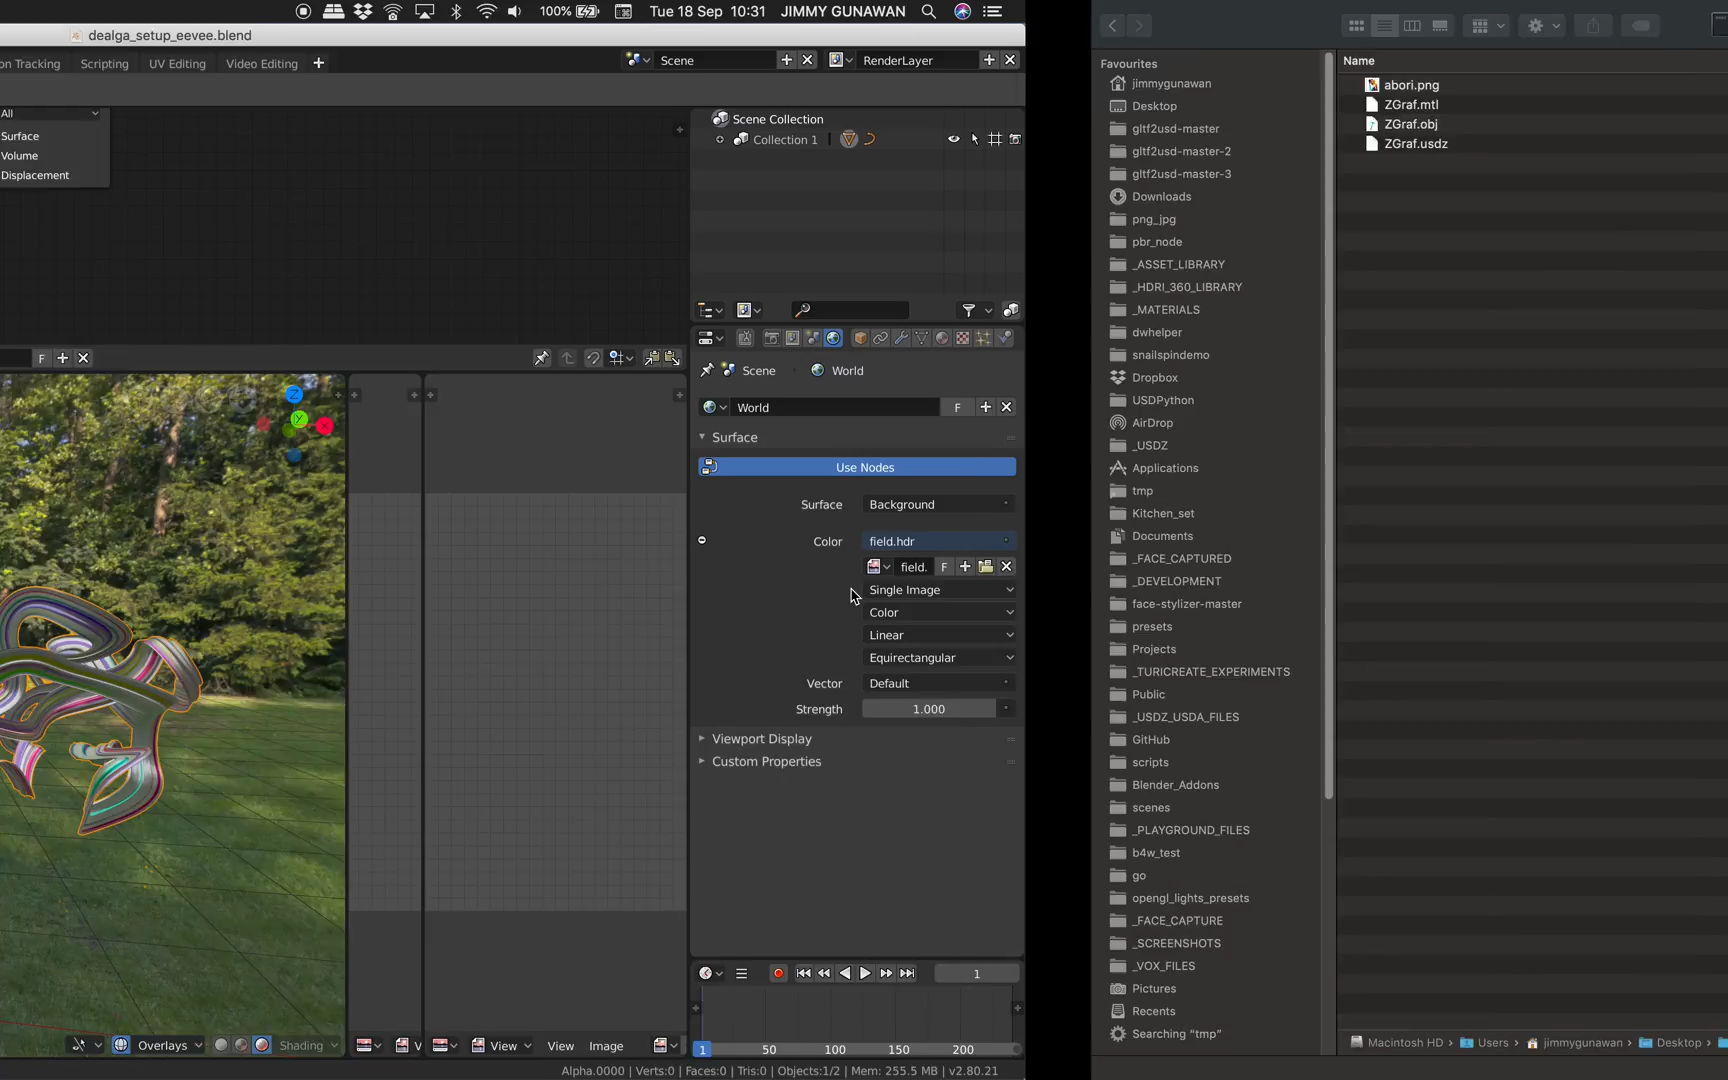 100%
Tue 18 Sep 10:31
JIMMY GUNAWAN
dealga_setup_eevee.blend
on Tracking
Scripting
UV Editing
Video Editing
Scene
RenderLayer
All
Surface
Volume
Displacement
Scene Collection
Collection 1
F
Scene
World
World
F
Surface
Use Nodes
Surface
Background
Color
field.hdr
field.
F
Single Image
Color
Linear
Equirectangular
Vector
Default
Strength
1.000
Viewport Display
Custom Properties
Z
Y
X
1
1
50
100
150
200
Overlays
Shading
V
View
View
Image
Alpha.0000 | Verts:0 | Faces:0 | Tris:0 | Objects:1/2 | Mem: 255.5 MB | v2.80.21
Favourites
jimmygunawan
Desktop
gltf2usd-master
gltf2usd-master-2
gltf2usd-master-3
Downloads
png_jpg
pbr_node
_ASSET_LIBRARY
_HDRI_360_LIBRARY
_MATERIALS
dwhelper
snailspindemo
Dropbox
USDPython
AirDrop
_USDZ
Applications
tmp
Kitchen_set
Documents
_FACE_CAPTURED
_DEVELOPMENT
face-stylizer-master
presets
Projects
_TURICREATE_EXPERIMENTS
Public
_USDZ_USDA_FILES
GitHub
scripts
Blender_Addons
scenes
_PLAYGROUND_FILES
b4w_test
go
opengl_lights_presets
_FACE_CAPTURE
_SCREENSHOTS
_VOX_FILES
Pictures
Recents
Searching "tmp"
Name
abori.png
ZGraf.mtl
ZGraf.obj
ZGraf.usdz
Macintosh HD
Users
jimmygunawan
Desktop